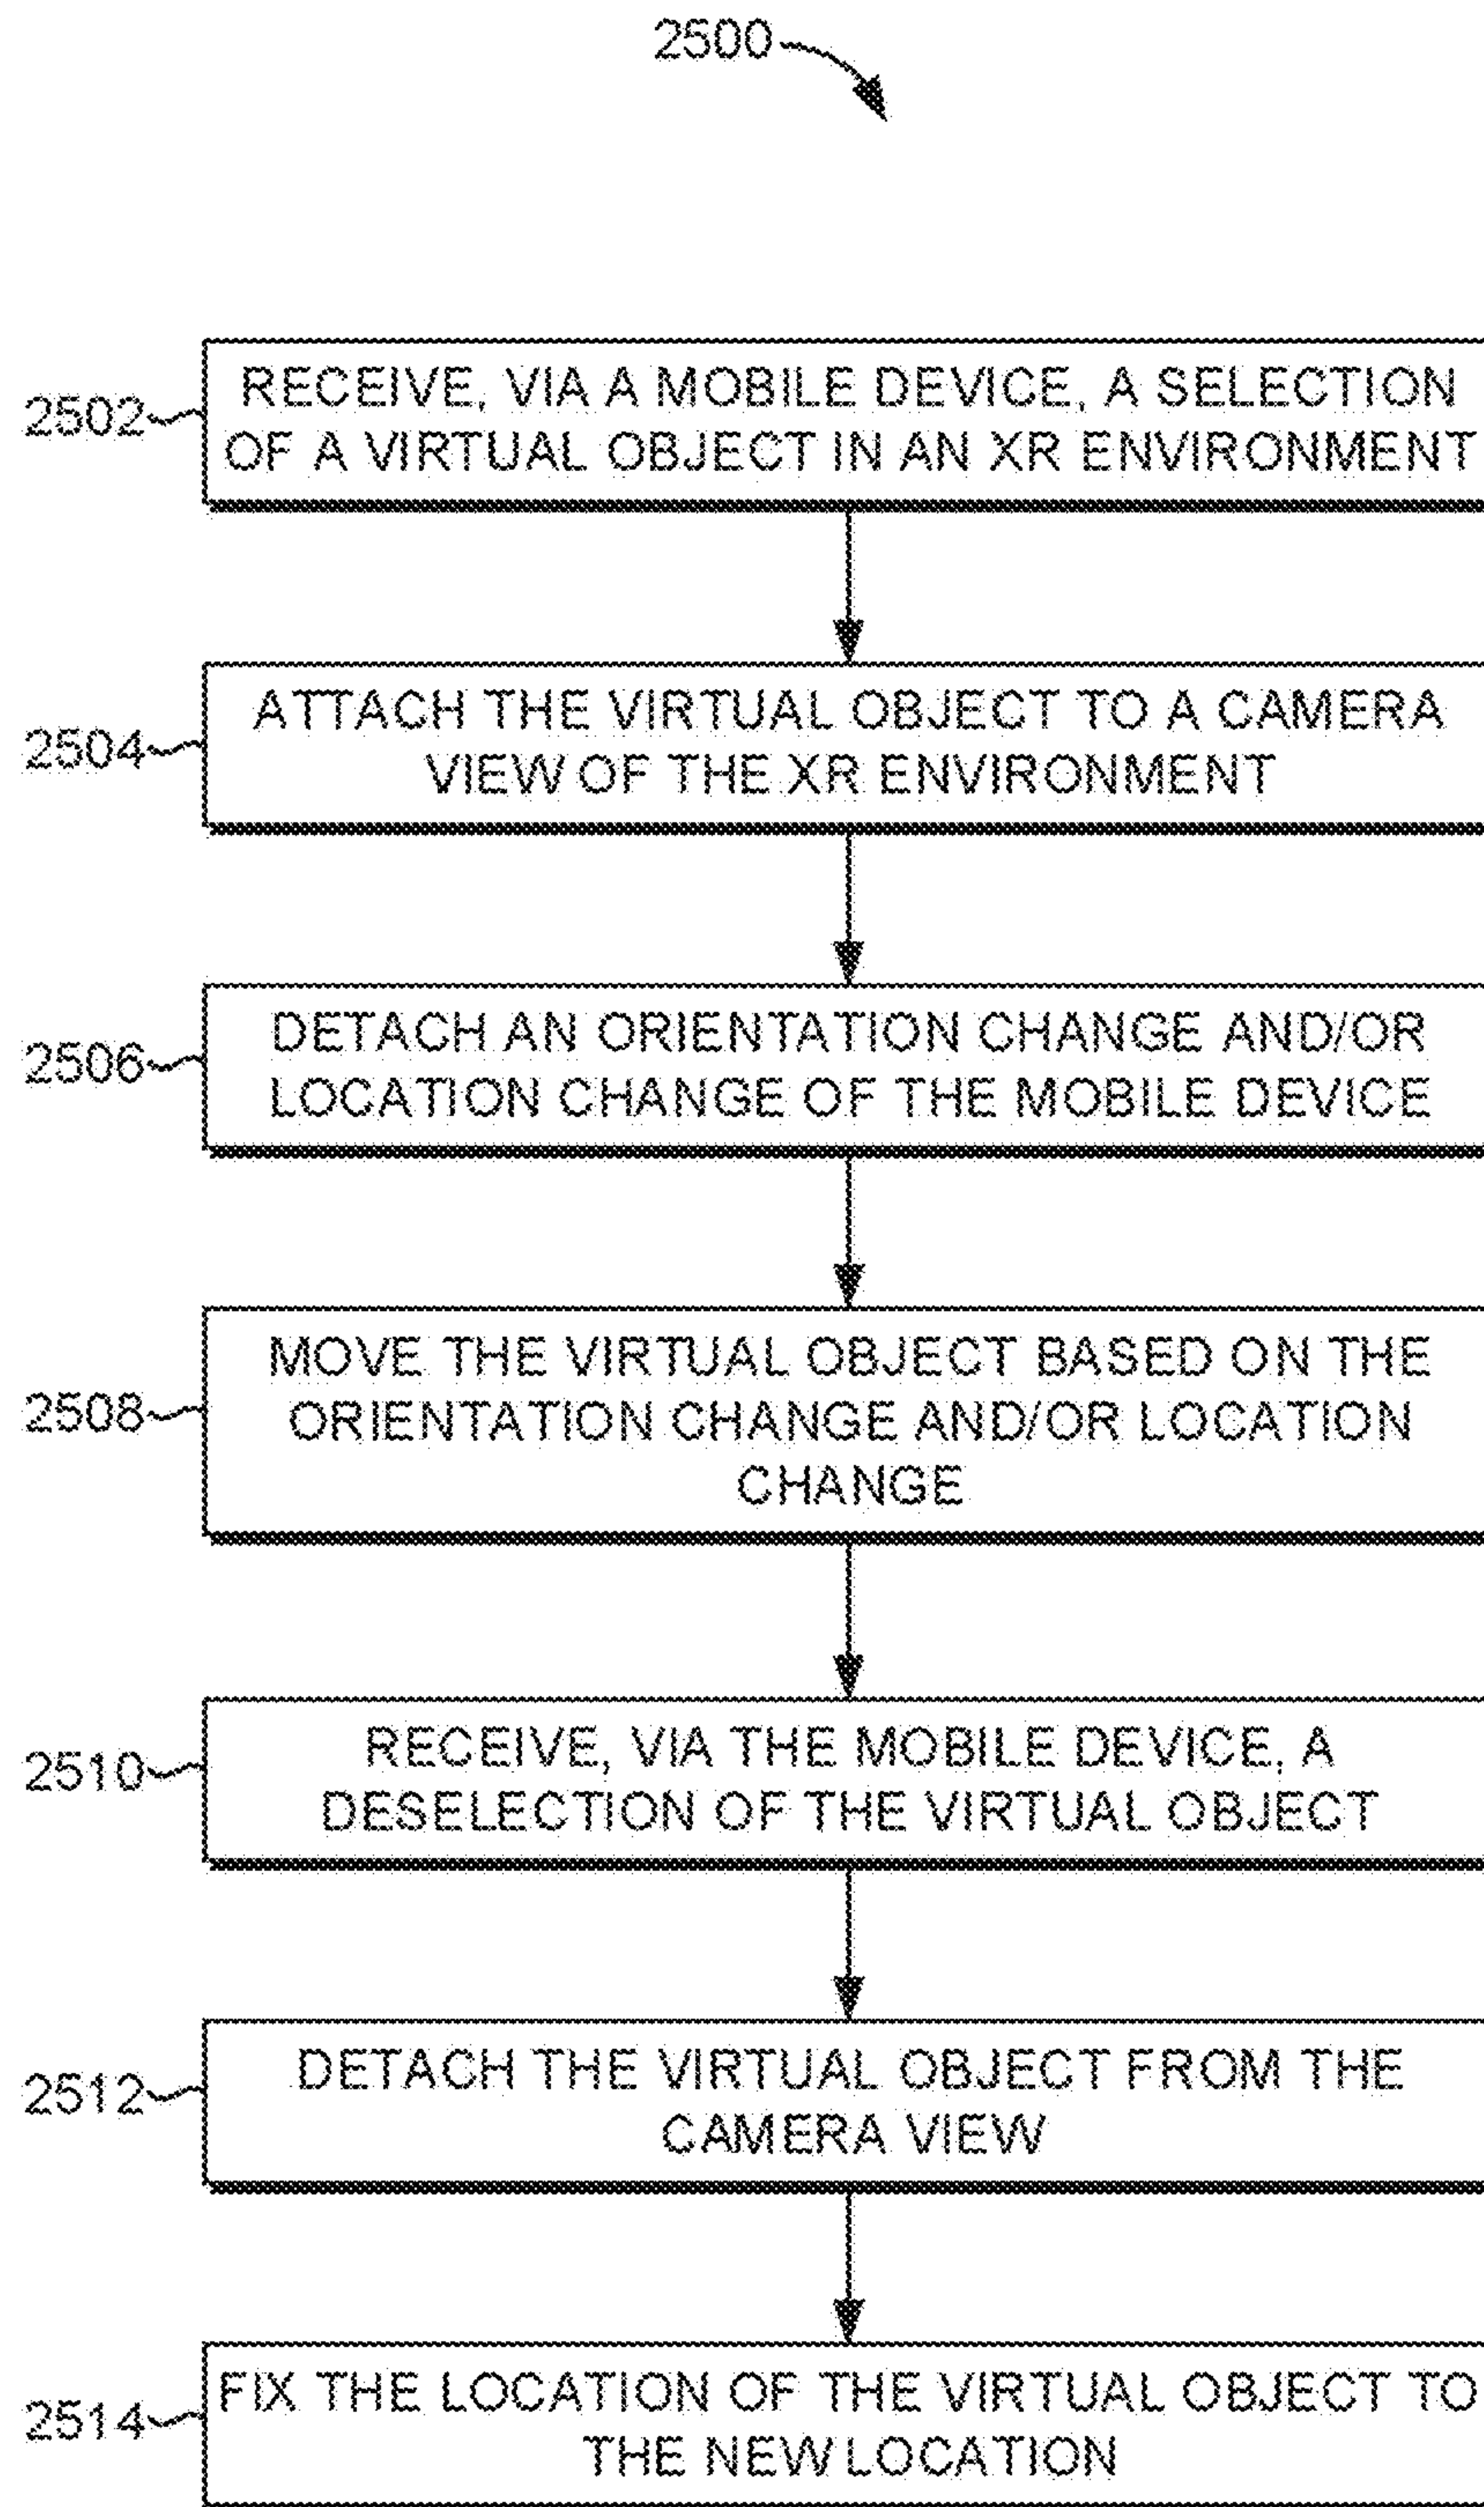 2500
2502
RECEIVE, VIA A MOBILE DEVICE, A SELECTION
OF A VIRTUAL OBJECT IN AN XR ENVIRONMENT
2504
ATTACH THE VIRTUAL OBJECT TO A CAMERA
VIEW OF THE XR ENVIRONMENT
2506
DETACH AN ORIENTATION CHANGE AND/OR
LOCATION CHANGE OF THE MOBILE DEVICE
2508
MOVE THE VIRTUAL OBJECT BASED ON THE
ORIENTATION CHANGE AND/OR LOCATION
CHANGE
2510
RECEIVE, VIA THE MOBILE DEVICE, A
DESELECTION OF THE VIRTUAL OBJECT
2512
DETACH THE VIRTUAL OBJECT FROM THE
CAMERA VIEW
2514
FIX THE LOCATION OF THE VIRTUAL OBJECT TO
THE NEW LOCATION